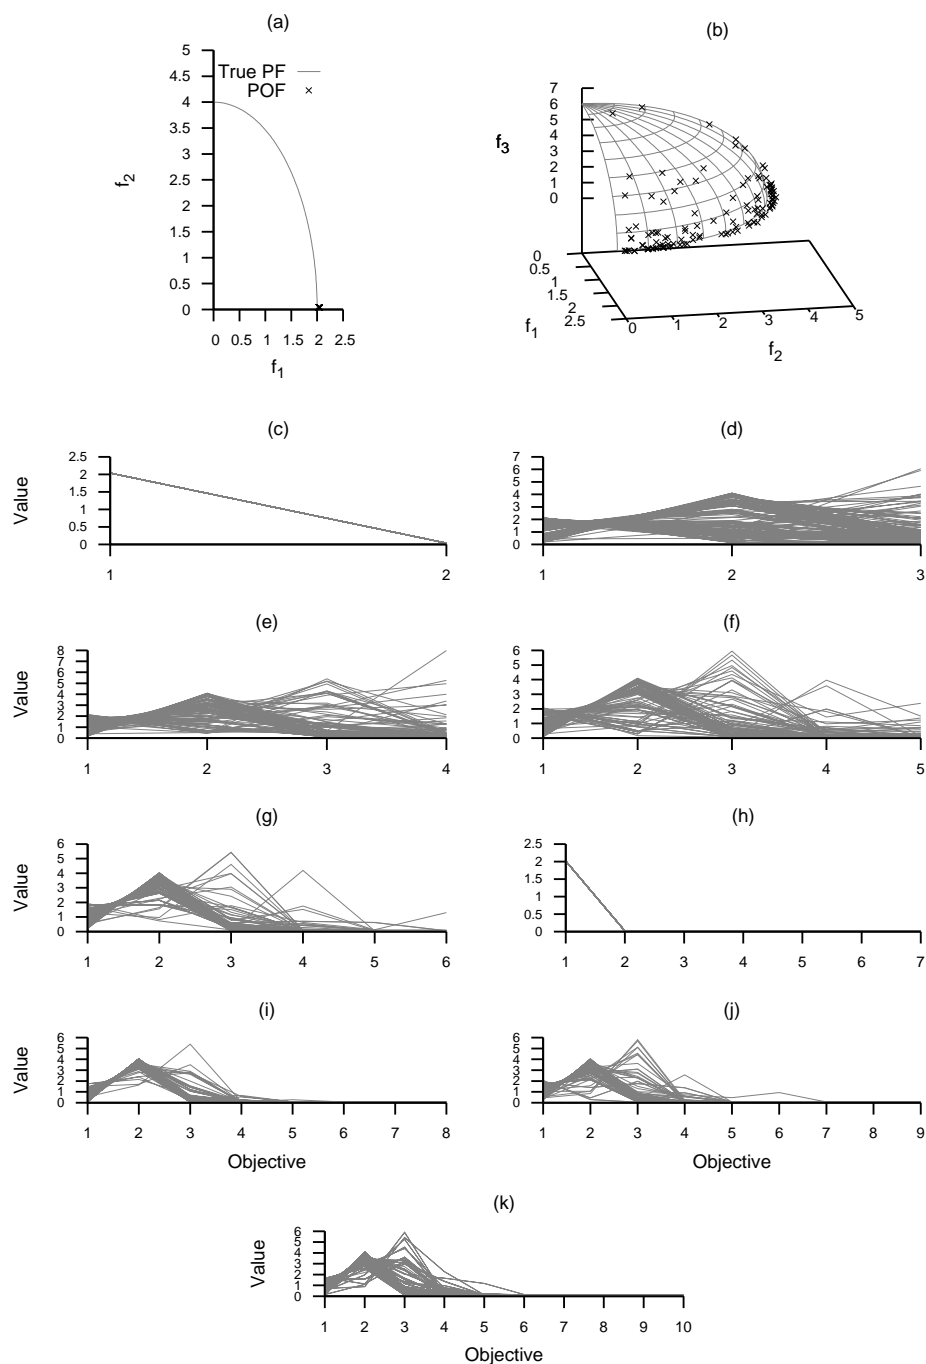 (a)
5
4.5
4
3.5
3
2.5
2
1.5
1
0.5
0
f2
True PF
POF
0 0.5 1 1.5 2 2.5
f1
(b)
7
6
5
4
3
2
1
0
f3
0
0.5
1
1.5
2
2.5
f1
0 1 2 3 4 5
f2
(c)
2.5
2
1.5
1
0.5
0
Value
1 2
(d)
7
6
5
4
3
2
1
0
1 2 3
(e)
8
7
6
5
4
3
2
1
0
Value
1 2 3 4
(f)
6
5
4
3
2
1
0
1 2 3 4 5
(g)
6
5
4
3
2
1
0
Value
1 2 3 4 5 6
(h)
2.5
2
1.5
1
0.5
0
1 2 3 4 5 6 7
(i)
6
5
4
3
2
1
0
Value
1 2 3 4 5 6 7 8
Objective
(j)
6
5
4
3
2
1
0
1 2 3 4 5 6 7 8 9
Objective
(k)
6
5
4
3
2
1
0
Value
1 2 3 4 5 6 7 8 9 10
Objective